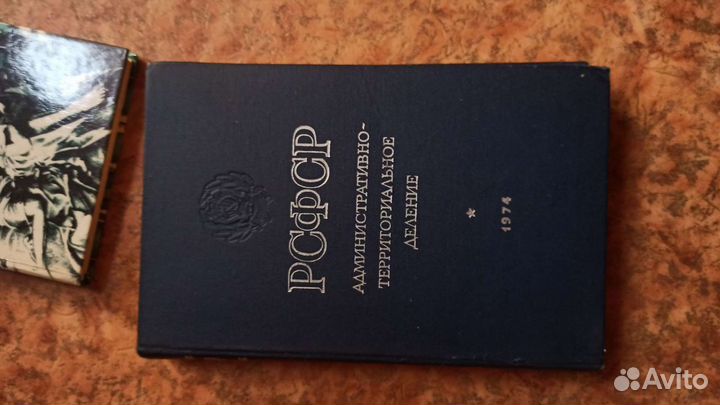 РСФСР
АДМИНИСТРАТИВНО-
ТЕРРИТОРИАЛЬНОЕ
ДЕЛЕНИЕ
1974
Avito